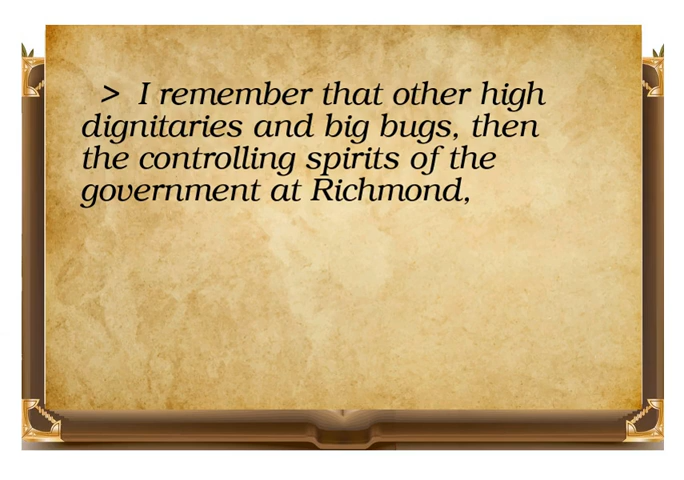 > I remember that other high
dignitaries and big bugs, then
the controlling spirits of the
government at Richmond,